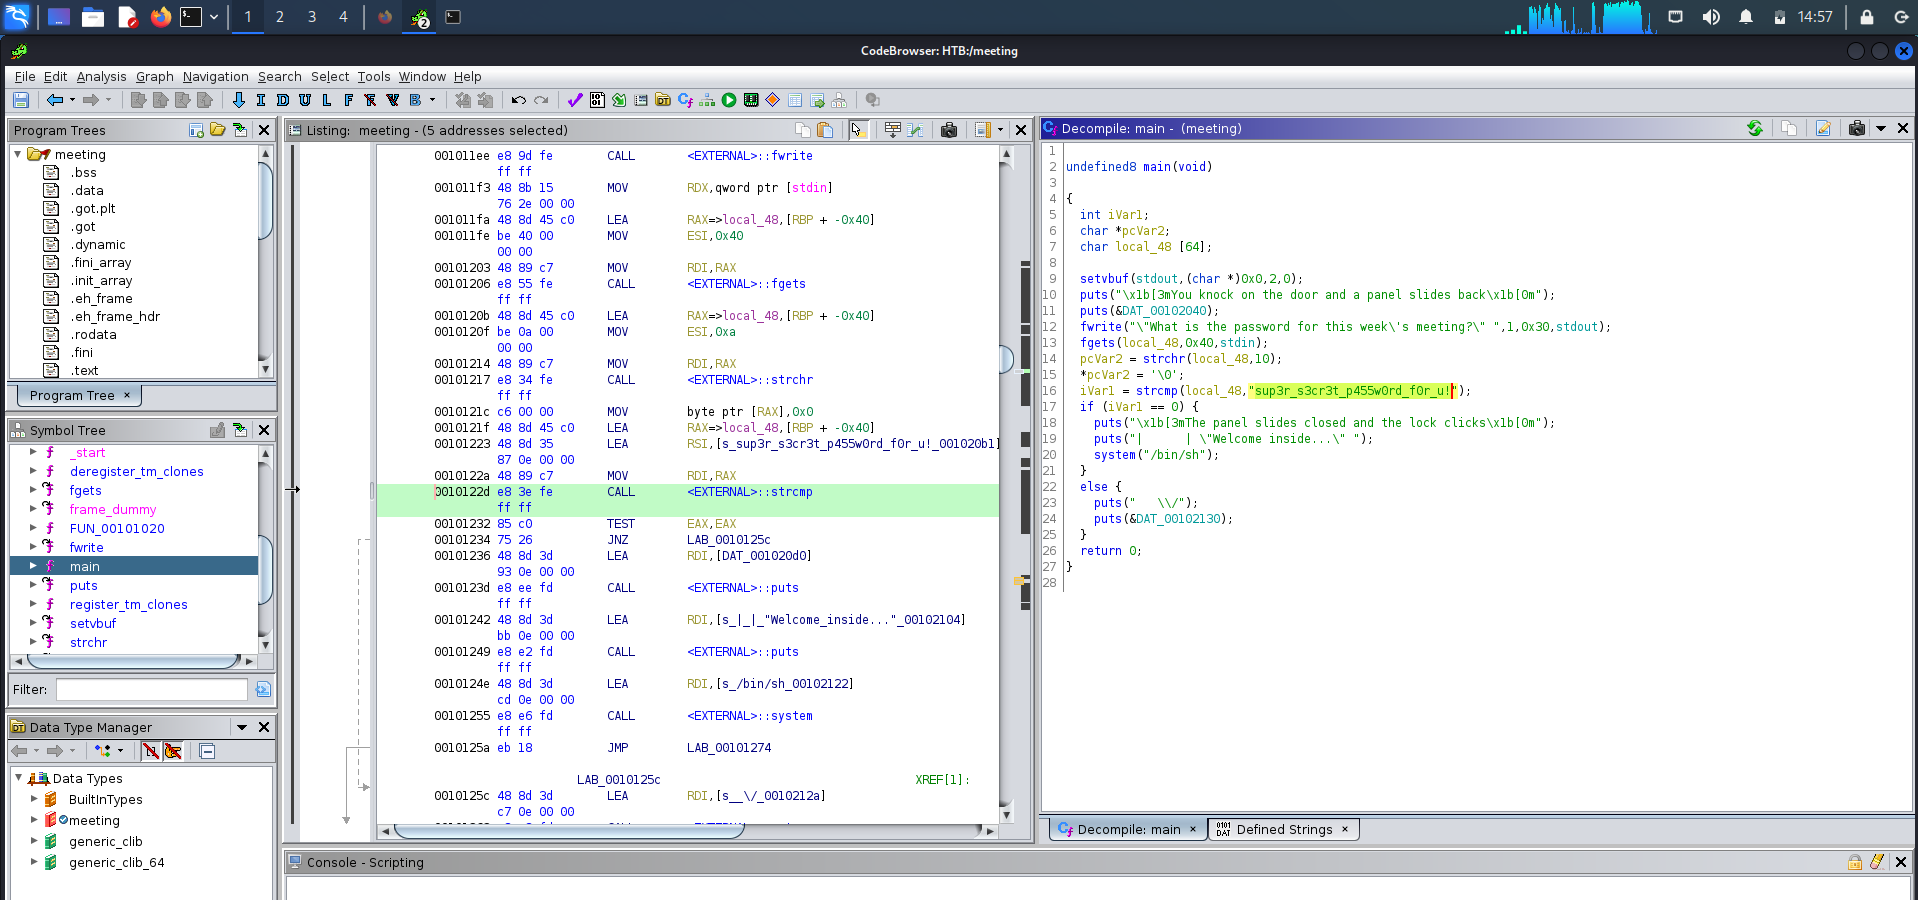 1 2 3 4 2 14:57
CodeBrowser: HTB:/meeting
File Edit Analysis Graph Navigation Search Select Tools Window Help
I D U L F V B
Program Trees
meeting
.bss
.data
.got.plt
.got
.dynamic
.fini_array
.init_array
.eh_frame
.eh_frame_hdr
.rodata
.fini
.text
Program Tree ×
Symbol Tree
_start
deregister_tm_clones
fgets
frame_dummy
FUN_00101020
fwrite
main
puts
register_tm_clones
setvbuf
strchr
Filter:
Data Type Manager
Data Types
BuiltInTypes
meeting
generic_clib
generic_clib_64
Listing: meeting - (5 addresses selected)
001011ee e8 9d fe CALL <EXTERNAL>::fwrite
ff ff
001011f3 48 8b 15 MOV RDX,qword ptr [stdin]
76 2e 00 00
001011fa 48 8d 45 c0 LEA RAX=>local_48,[RBP + -0x40]
001011fe be 40 00 MOV ESI,0x40
00 00
00101203 48 89 c7 MOV RDI,RAX
00101206 e8 55 fe CALL <EXTERNAL>::fgets
ff ff
0010120b 48 8d 45 c0 LEA RAX=>local_48,[RBP + -0x40]
0010120f be 0a 00 MOV ESI,0xa
00 00
00101214 48 89 c7 MOV RDI,RAX
00101217 e8 34 fe CALL <EXTERNAL>::strchr
ff ff
0010121c c6 00 00 MOV byte ptr [RAX],0x0
0010121f 48 8d 45 c0 LEA RAX=>local_48,[RBP + -0x40]
00101223 48 8d 35 LEA RSI,[s_sup3r_s3cr3t_p455w0rd_f0r_u!_001020b1]
87 0e 00 00
0010122a 48 89 c7 MOV RDI,RAX
0010122d e8 3e fe CALL <EXTERNAL>::strcmp
ff ff
00101232 85 c0 TEST EAX,EAX
00101234 75 26 JNZ LAB_0010125c
00101236 48 8d 3d LEA RDI,[DAT_001020d0]
93 0e 00 00
0010123d e8 ee fd CALL <EXTERNAL>::puts
ff ff
00101242 48 8d 3d LEA RDI,[s_|_|_"Welcome_inside..."_00102104]
bb 0e 00 00
00101249 e8 e2 fd CALL <EXTERNAL>::puts
ff ff
0010124e 48 8d 3d LEA RDI,[s_/bin/sh_00102122]
cd 0e 00 00
00101255 e8 e6 fd CALL <EXTERNAL>::system
ff ff
0010125a eb 18 JMP LAB_00101274
LAB_0010125c XREF[1]:
0010125c 48 8d 3d LEA RDI,[s__\/_0010212a]
c7 0e 00 00
Decompile: main - (meeting)
1
2 undefined8 main(void)
3
4 {
5 int iVar1;
6 char *pcVar2;
7 char local_48 [64];
8
9 setvbuf(stdout,(char *)0x0,2,0);
10 puts("\x1b[3mYou knock on the door and a panel slides back\x1b[0m");
11 puts(&DAT_00102040);
12 fwrite("\"What is the password for this week\'s meeting?\" ",1,0x30,stdout);
13 fgets(local_48,0x40,stdin);
14 pcVar2 = strchr(local_48,10);
15 *pcVar2 = '\0';
16 iVar1 = strcmp(local_48,"sup3r_s3cr3t_p455w0rd_f0r_u!");
17 if (iVar1 == 0) {
18 puts("\x1b[3mThe panel slides closed and the lock clicks\x1b[0m");
19 puts("|      | \"Welcome inside...\" ");
20 system("/bin/sh");
21 }
22 else {
23 puts("   \\/");
24 puts(&DAT_00102130);
25 }
26 return 0;
27 }
28
Decompile: main × Defined Strings ×
Console - Scripting